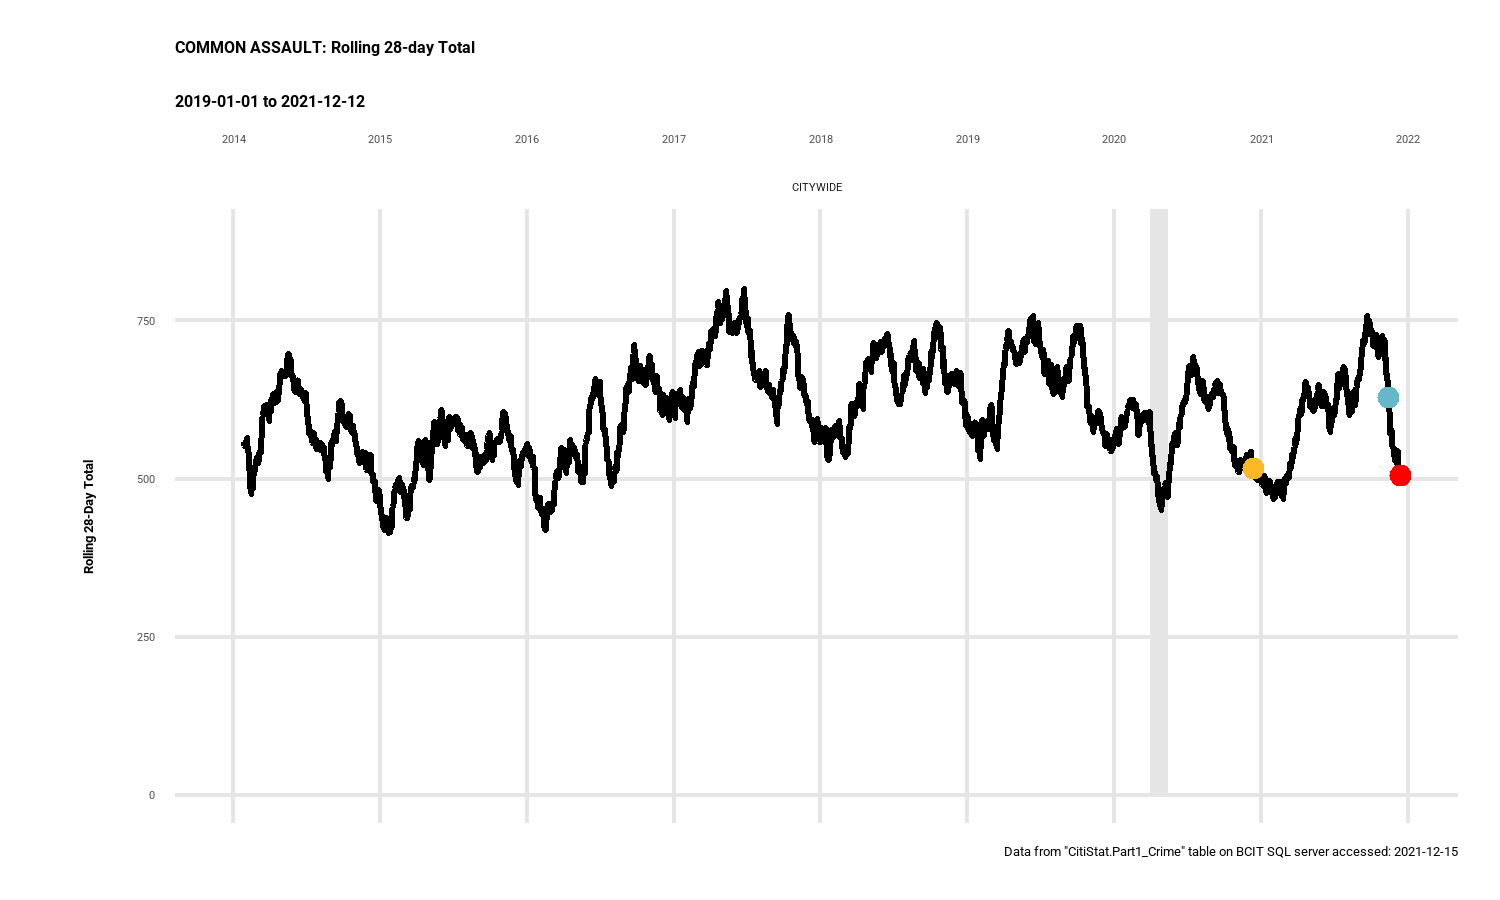 COMMON ASSAULT: Rolling 28-day Total
2019-01-01 to 2021-12-12
2014 2015 2016 2017 2018 2019 2020 2021 2022
CITYWIDE
750
500
250
0
Rolling 28-Day Total
Data from "CitiStat.Part1_Crime" table on BCIT SQL server accessed: 2021-12-15